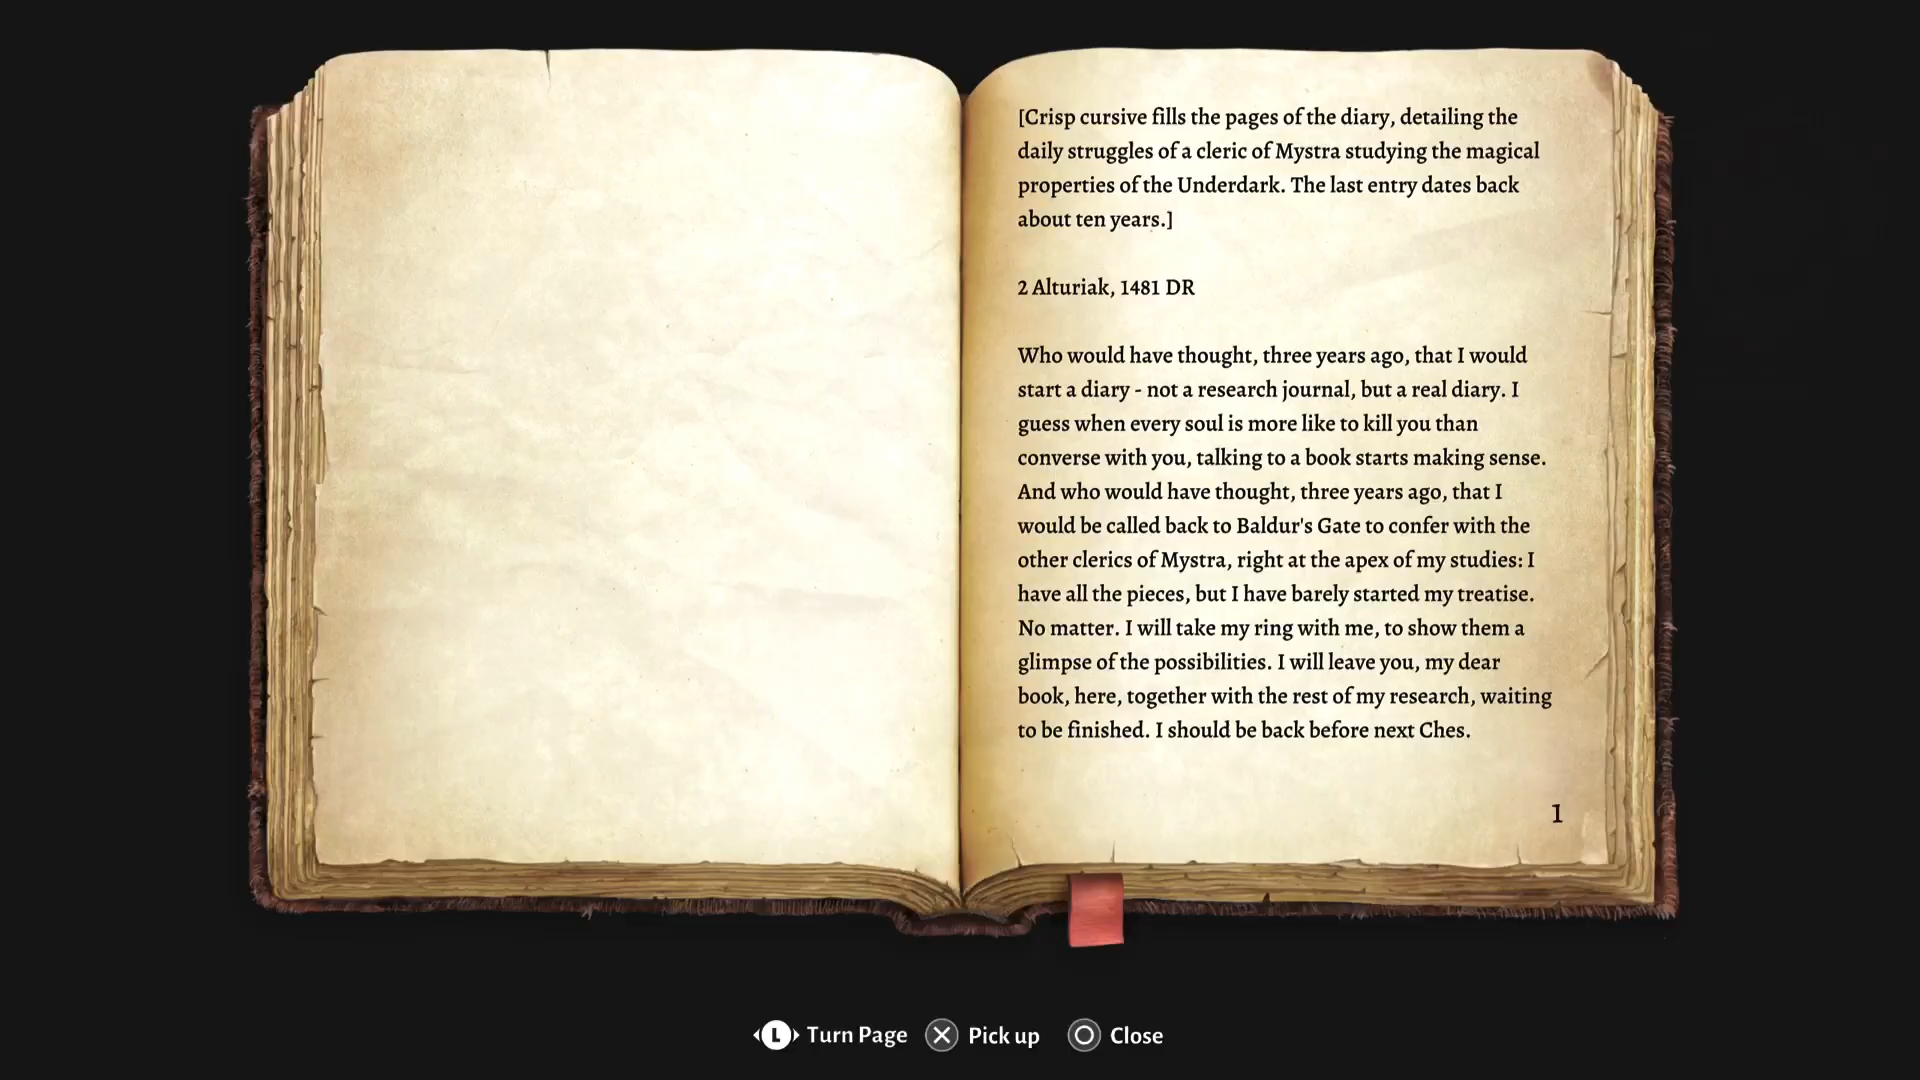 [Crisp cursive fills the pages of the diary, detailing the
daily struggles of a cleric of Mystra studying the magical
properties of the Underdark. The last entry dates back
about ten years.]
2 Alturiak, 1481 DR
Who would have thought, three years ago, that I would
start a diary - not a research journal, but a real diary. I
guess when every soul is more like to kill you than
converse with you, talking to a book starts making sense.
And who would have thought, three years ago, that I
would be called back to Baldur's Gate to confer with the
other clerics of Mystra, right at the apex of my studies: I
have all the pieces, but I have barely started my treatise.
No matter. I will take my ring with me, to show them a
glimpse of the possibilities. I will leave you, my dear
book, here, together with the rest of my research, waiting
to be finished. I should be back before next Ches.
1
L Turn Page Pick up Close